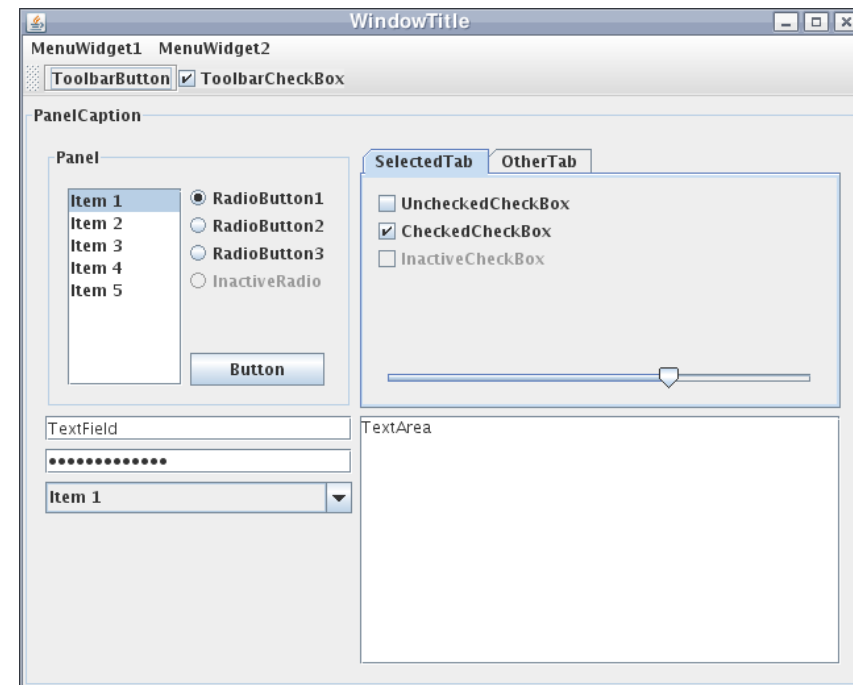 WindowTitle
MenuWidget1 MenuWidget2
ToolbarButton ToolbarCheckBox
PanelCaption
Panel
Item 1
Item 2
Item 3
Item 4
Item 5
RadioButton1
RadioButton2
RadioButton3
InactiveRadio
Button
SelectedTab OtherTab
UncheckedCheckBox
CheckedCheckBox
InactiveCheckBox
TextField
•••••••••••••
Item 1
TextArea